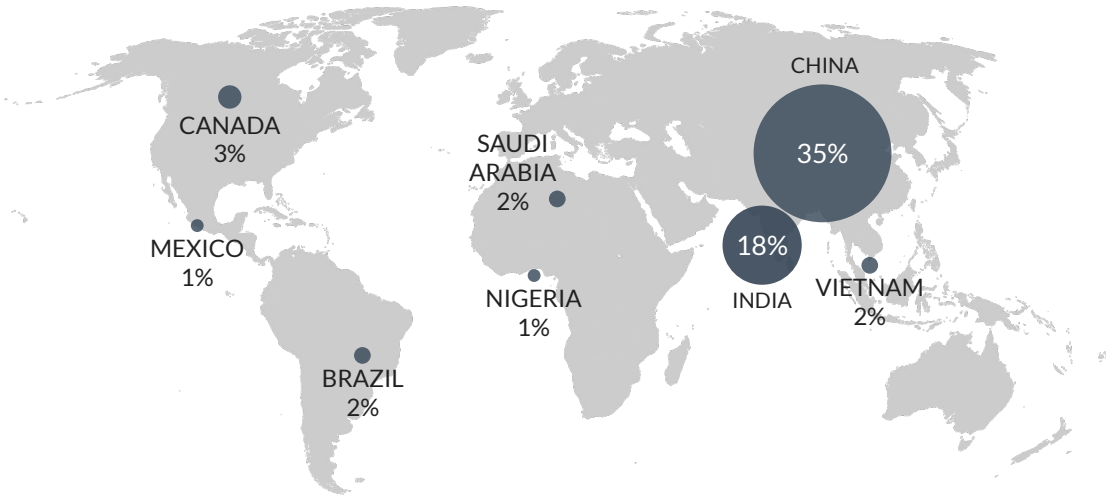 CHINA
35%
CANADA
3%
SAUDI
ARABIA
2%
MEXICO
1%
18%
INDIA
VIETNAM
2%
NIGERIA
1%
BRAZIL
2%